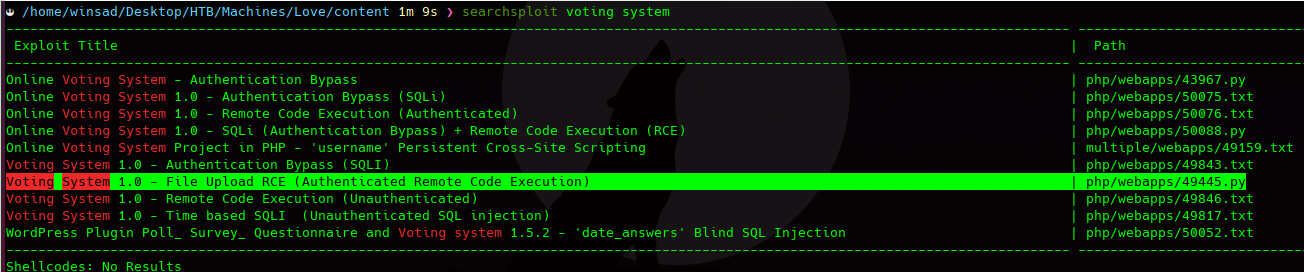 /home/winsad/Desktop/HTB/Machines/Love/content 1m 9s ❯ searchsploit voting system
Exploit Title | Path
Online Voting System - Authentication Bypass | php/webapps/43967.py
Online Voting System 1.0 - Authentication Bypass (SQLi) | php/webapps/50075.txt
Online Voting System 1.0 - Remote Code Execution (Authenticated) | php/webapps/50076.txt
Online Voting System 1.0 - SQLi (Authentication Bypass) + Remote Code Execution (RCE) | php/webapps/50088.py
Online Voting System Project in PHP - 'username' Persistent Cross-Site Scripting | multiple/webapps/49159.txt
Voting System 1.0 - Authentication Bypass (SQLI) | php/webapps/49843.txt
Voting System 1.0 - File Upload RCE (Authenticated Remote Code Execution) | php/webapps/49445.py
Voting System 1.0 - Remote Code Execution (Unauthenticated) | php/webapps/49846.txt
Voting System 1.0 - Time based SQLI  (Unauthenticated SQL injection) | php/webapps/49817.txt
WordPress Plugin Poll_ Survey_ Questionnaire and Voting system 1.5.2 - 'date_answers' Blind SQL Injection | php/webapps/50052.txt
Shellcodes: No Results